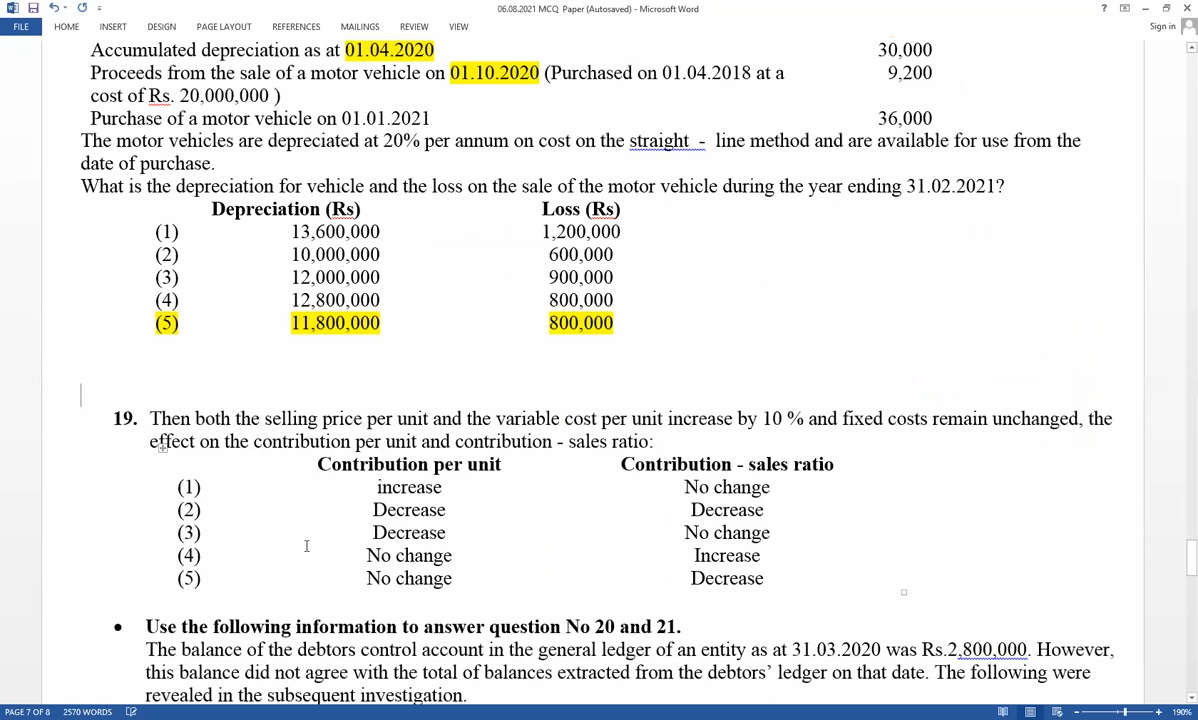 06.08.2021 MCQ Paper (Autosaved) - Microsoft Word
FILE HOME INSERT DESIGN PAGE LAYOUT REFERENCES MAILINGS REVIEW VIEW Sign in
Accumulated depreciation as at 01.04.2020 30,000
Proceeds from the sale of a motor vehicle on 01.10.2020 (Purchased on 01.04.2018 at a 9,200
cost of Rs. 20,000,000 )
Purchase of a motor vehicle on 01.01.2021 36,000
The motor vehicles are depreciated at 20% per annum on cost on the straight - line method and are available for use from the
date of purchase.
What is the depreciation for vehicle and the loss on the sale of the motor vehicle during the year ending 31.02.2021?
Depreciation (Rs) Loss (Rs)
(1) 13,600,000 1,200,000
(2) 10,000,000 600,000
(3) 12,000,000 900,000
(4) 12,800,000 800,000
(5) 11,800,000 800,000
19. Then both the selling price per unit and the variable cost per unit increase by 10 % and fixed costs remain unchanged, the
effect on the contribution per unit and contribution - sales ratio:
Contribution per unit Contribution - sales ratio
(1) increase No change
(2) Decrease Decrease
(3) Decrease No change
(4) No change Increase
(5) No change Decrease
• Use the following information to answer question No 20 and 21.
The balance of the debtors control account in the general ledger of an entity as at 31.03.2020 was Rs.2,800,000. However,
this balance did not agree with the total of balances extracted from the debtors' ledger on that date. The following were
revealed in the subsequent investigation.
PAGE 7 OF 8 2570 WORDS 190%